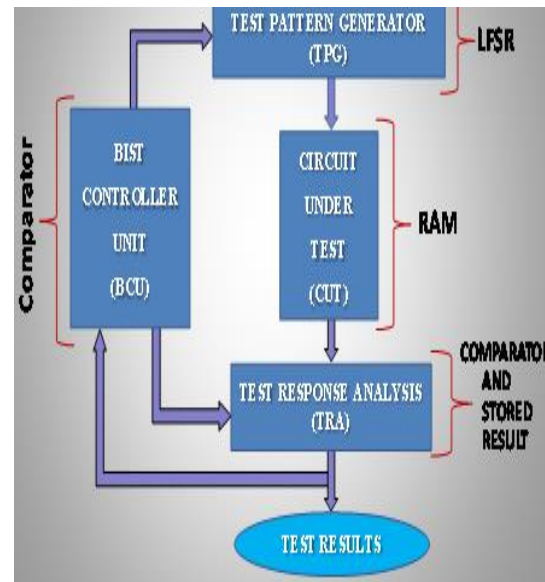 TEST PATTERN GENERATOR
(TPG)
LFSR
Comparator
BIST
CONTROLLER
UNIT
(BCU)
CIRCUIT
UNDER
TEST
(CUT)
RAM
TEST RESPONSE ANALYSIS
(TRA)
COMPARATOR
AND
STORED
RESULT
TEST RESULTS